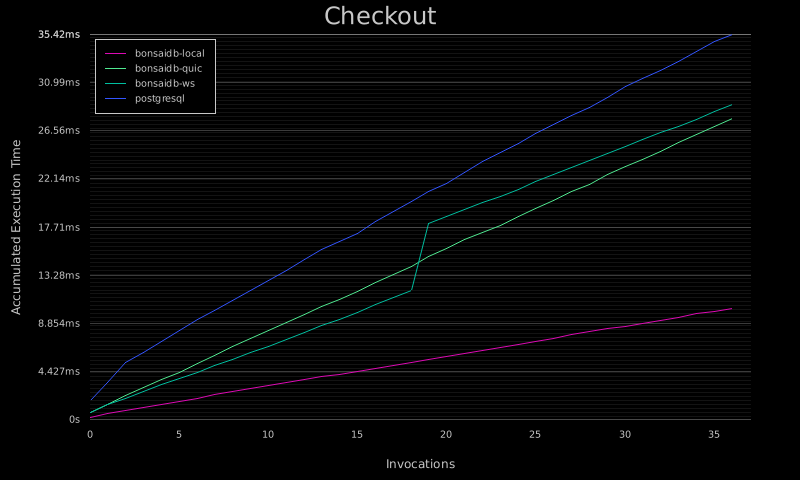 Checkout
35.42ms
30.99ms
26.56ms
22.14ms
17.71ms
13.28ms
8.854ms
4.427ms
0s
Accumulated Execution Time
bonsaidb-local
bonsaidb-quic
bonsaidb-ws
postgresql
0 5 10 15 20 25 30 35
Invocations